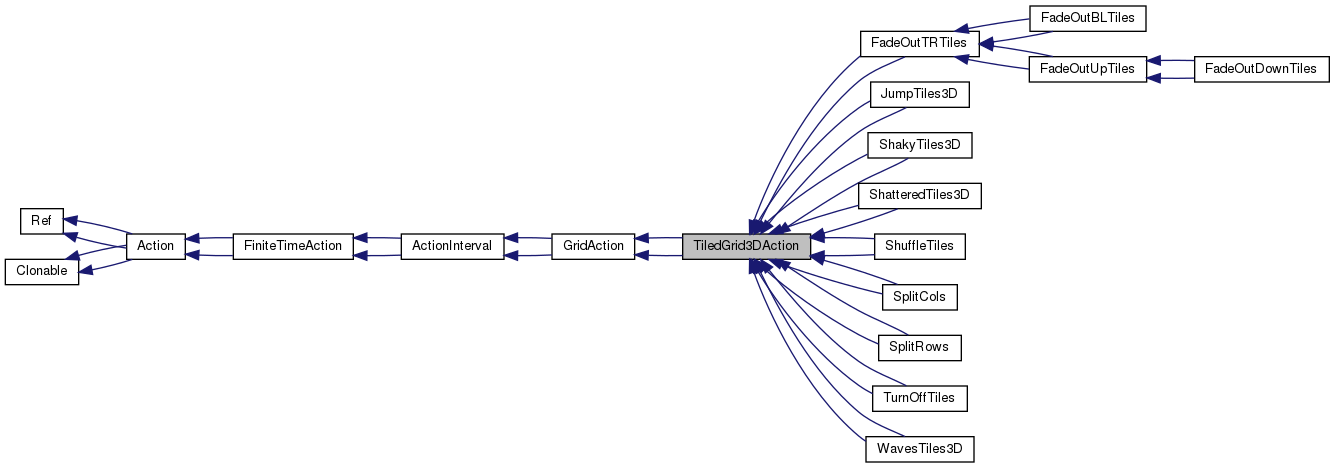 FadeOutBLTiles
FadeOutTRTiles
FadeOutUpTiles
FadeOutDownTiles
JumpTiles3D
ShakyTiles3D
ShatteredTiles3D
Ref
Action
FiniteTimeAction
ActionInterval
GridAction
TiledGrid3DAction
ShuffleTiles
Clonable
SplitCols
SplitRows
TurnOffTiles
WavesTiles3D